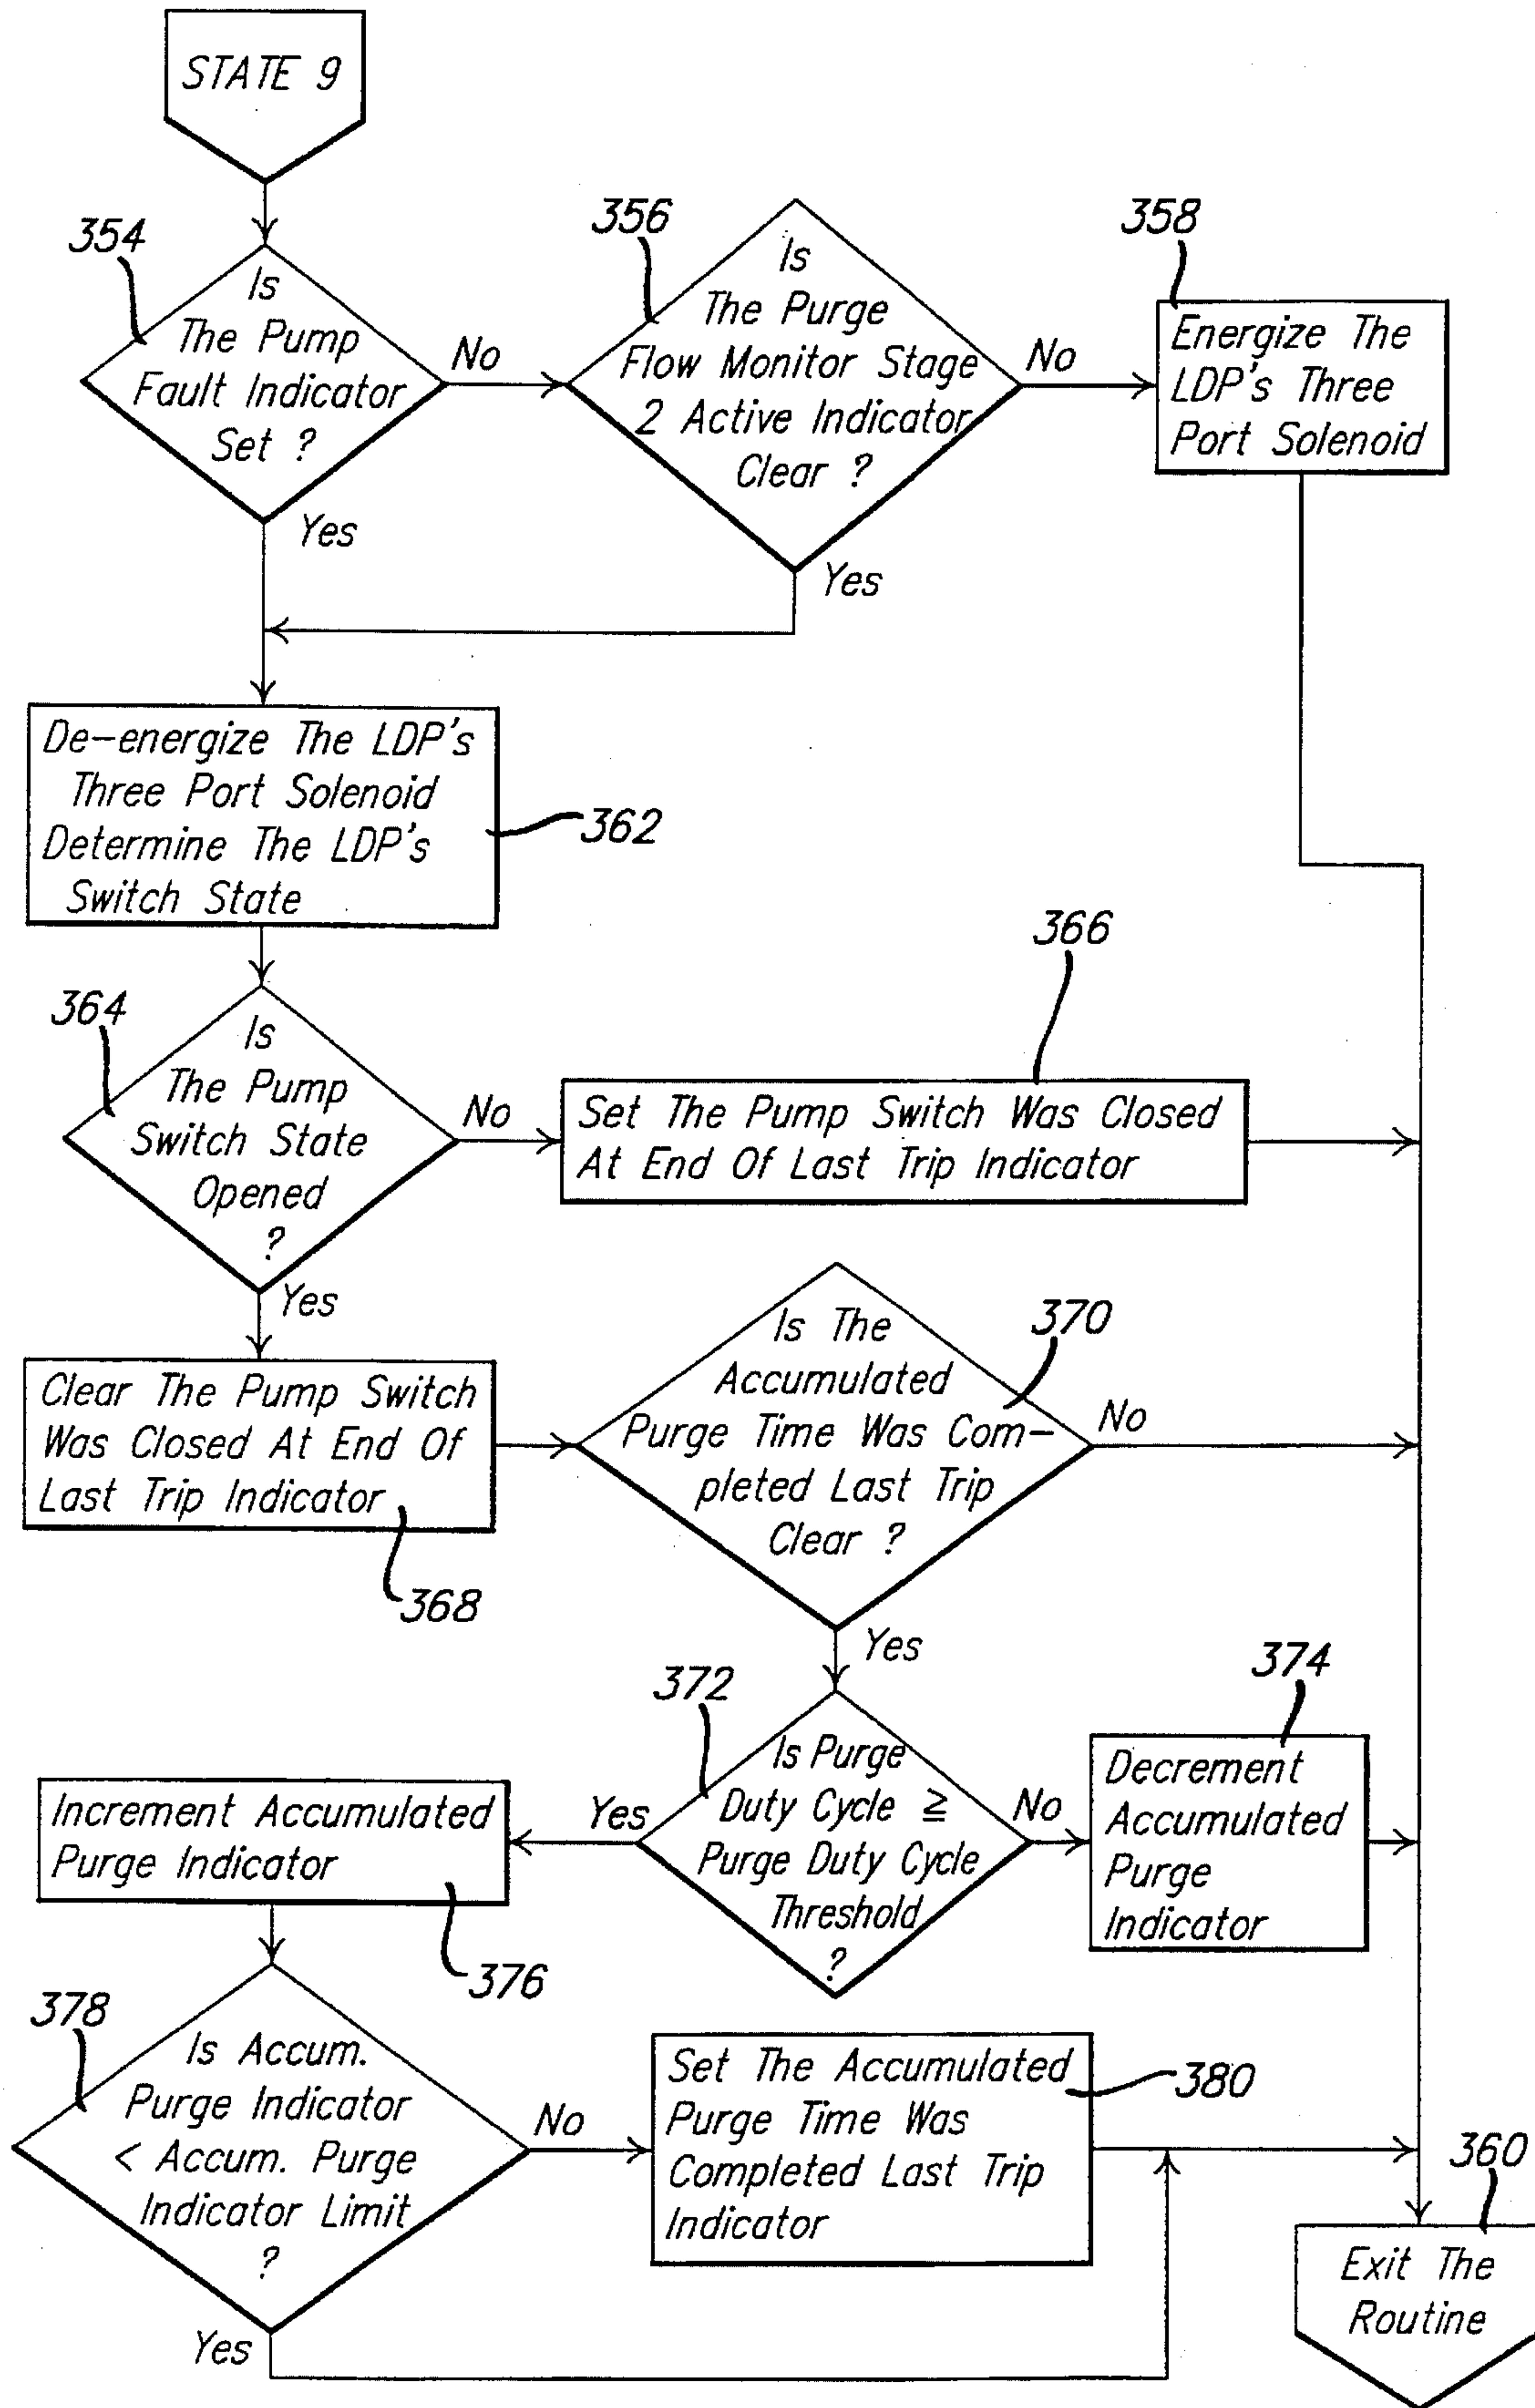 STATE 9
354
Is
The Pump
Fault Indicator
Set ?
No
Yes
356
Is
The Purge
Flow Monitor Stage
2 Active Indicator
Clear ?
No
Yes
358
Energize The
LDP's Three
Port Solenoid
De-energize The LDP's
Three Port Solenoid
Determine The LDP's
Switch State
362
364
Is
The Pump
Switch State
Opened
?
No
Yes
366
Set The Pump Switch Was Closed
At End Of Last Trip Indicator
Clear The Pump Switch
Was Closed At End Of
Last Trip Indicator
368
370
Is The
Accumulated
Purge Time Was Com-
pleted Last Trip
Clear ?
No
Yes
372
Is Purge
Duty Cycle ≧
Purge Duty Cycle
Threshold
?
Yes
No
374
Decrement
Accumulated
Purge
Indicator
Increment Accumulated
Purge Indicator
376
378
Is Accum.
Purge Indicator
< Accum. Purge
Indicator Limit
?
No
Yes
Set The Accumulated
Purge Time Was
Completed Last Trip
Indicator
380
360
Exit The
Routine